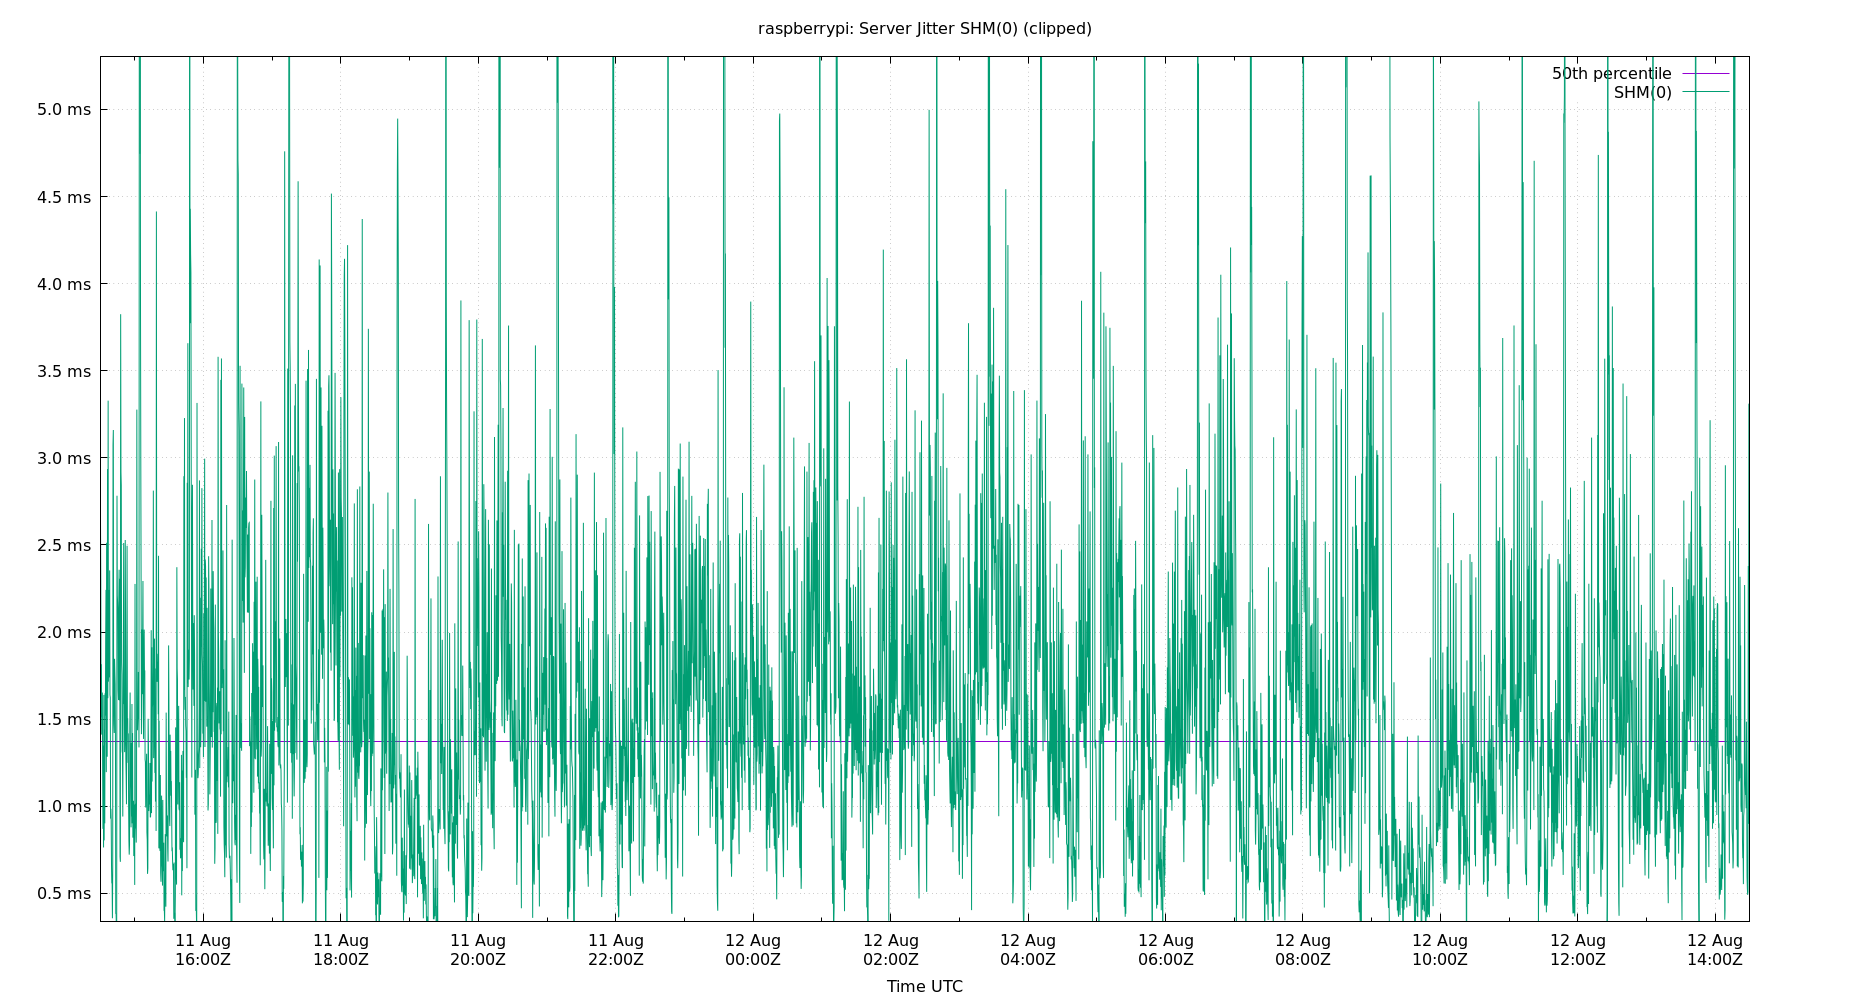 raspberrypi: Server Jitter SHM(0) (clipped)
50th percentile
SHM(0)
5.0 ms
4.5 ms
4.0 ms
3.5 ms
3.0 ms
2.5 ms
2.0 ms
1.5 ms
1.0 ms
0.5 ms
11 Aug 11 Aug 11 Aug 11 Aug 12 Aug 12 Aug 12 Aug 12 Aug 12 Aug 12 Aug 12 Aug 12 Aug
16:00Z 18:00Z 20:00Z 22:00Z 00:00Z 02:00Z 04:00Z 06:00Z 08:00Z 10:00Z 12:00Z 14:00Z
Time UTC